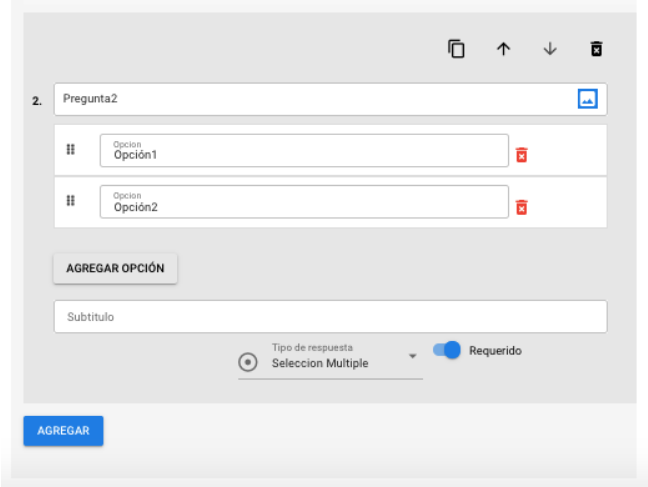 2.
Pregunta2
Opcion
Opción1
Opcion
Opción2
AGREGAR OPCIÓN
Subtitulo
Tipo de respuesta
Seleccion Multiple
Requerido
AGREGAR